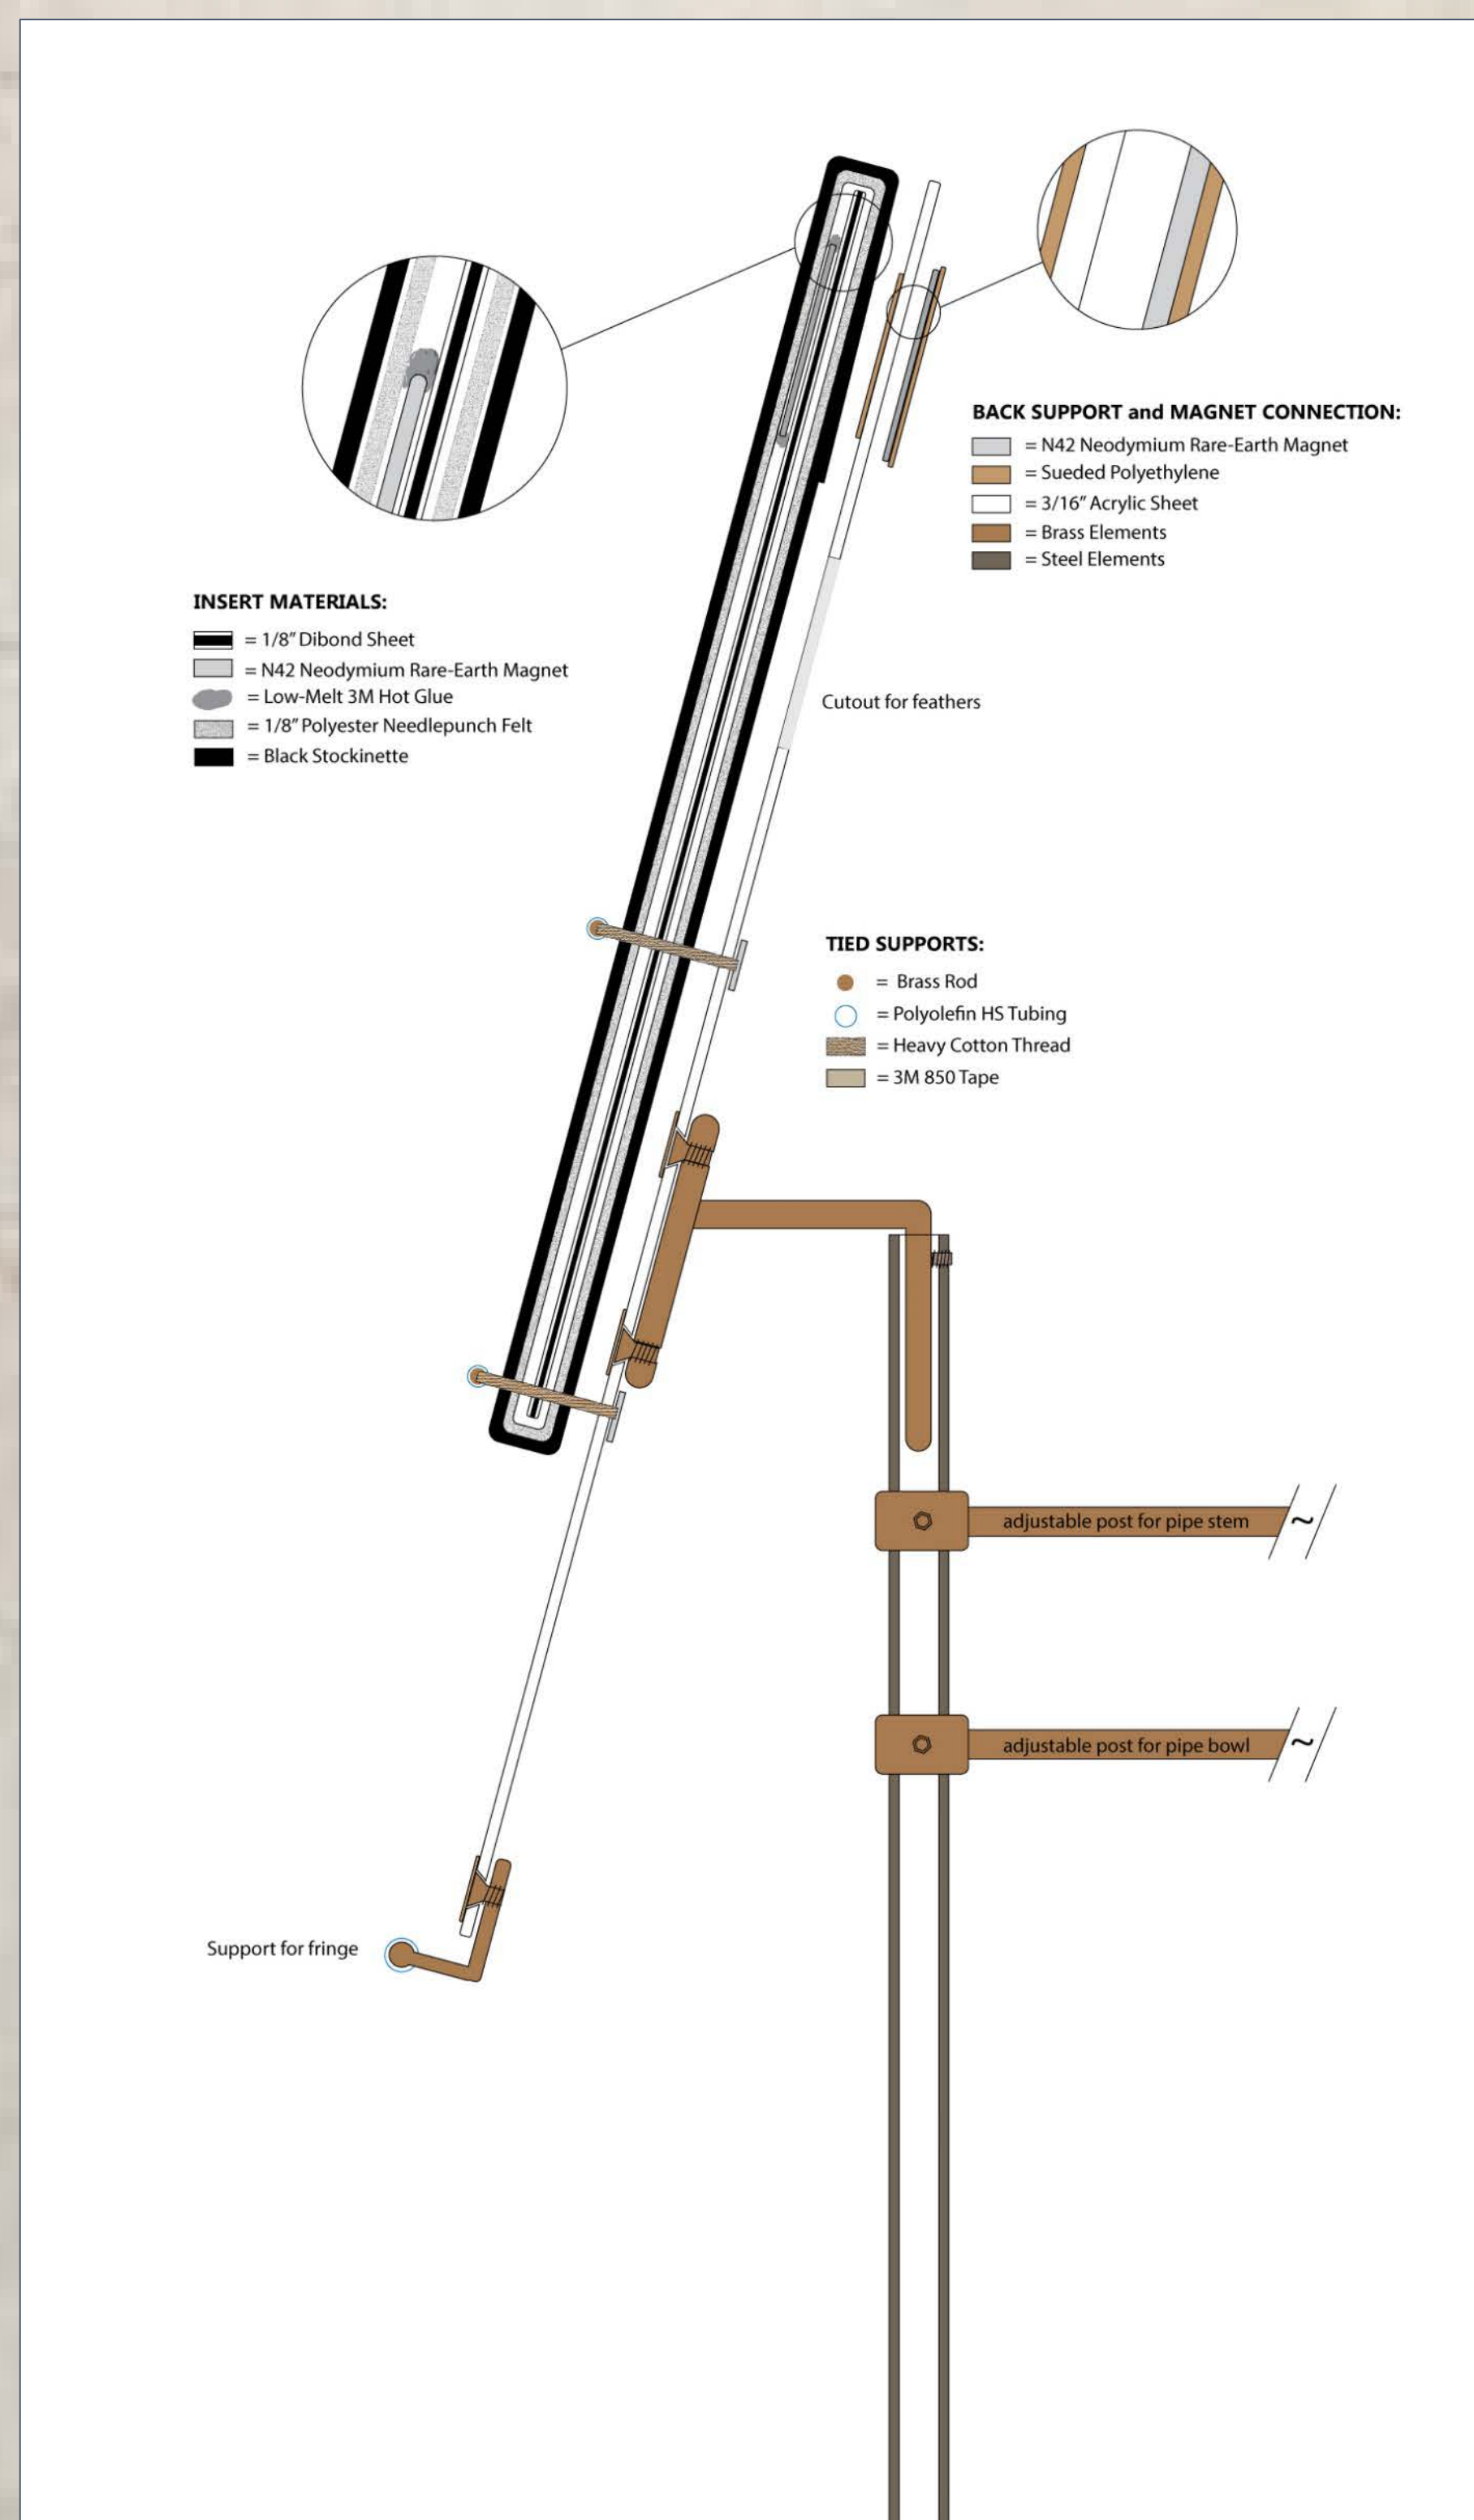 BACK SUPPORT and MAGNET CONNECTION:
= N42 Neodymium Rare-Earth Magnet
= Sueded Polyethylene
= 3/16" Acrylic Sheet
= Brass Elements
= Steel Elements
INSERT MATERIALS:
= 1/8" Dibond Sheet
= N42 Neodymium Rare-Earth Magnet
= Low-Melt 3M Hot Glue
= 1/8" Polyester Needlepunch Felt
= Black Stockinette
Cutout for feathers
TIED SUPPORTS:
= Brass Rod
= Polyolefin HS Tubing
= Heavy Cotton Thread
= 3M 850 Tape
adjustable post for pipe stem ~
adjustable post for pipe bowl ~
Support for fringe